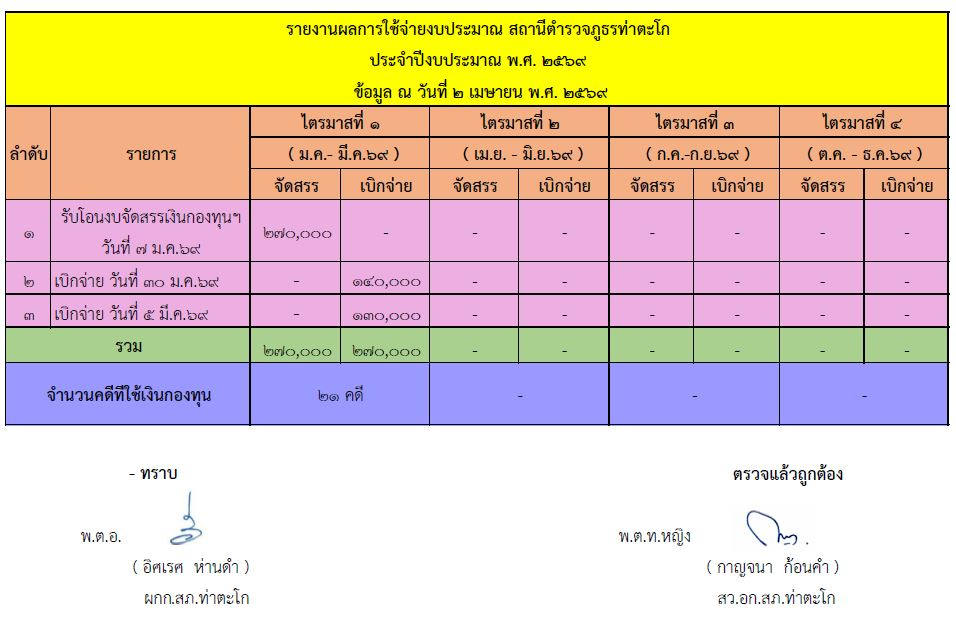 รายงานผลการใช้จ่ายงบประมาณ สถานีตำรวจภูธรท่าตะโก
ประจำปีงบประมาณ พ.ศ. ๒๕๖๙
ข้อมูล ณ วันที่ ๒ เมษายน พ.ศ. ๒๕๖๙
ลำดับ รายการ ไตรมาสที่ ๑ ไตรมาสที่ ๒ ไตรมาสที่ ๓ ไตรมาสที่ ๔
( ม.ค.- มี.ค.๖๙ ) ( เม.ย. - มิ.ย.๖๙ ) ( ก.ค.-ก.ย.๖๙ ) ( ต.ค. - ธ.ค.๖๙ )
จัดสรร เบิกจ่าย จัดสรร เบิกจ่าย จัดสรร เบิกจ่าย จัดสรร เบิกจ่าย
๑ รับโอนงบจัดสรรเงินกองทุนฯ ๒๗๐,๐๐๐ - - - - - - -
วันที่ ๗ ม.ค.๖๙
๒ เบิกจ่าย วันที่ ๓๐ ม.ค.๖๙ - ๑๔๐,๐๐๐ - - - - - -
๓ เบิกจ่าย วันที่ ๕ มี.ค.๖๙ - ๑๓๐,๐๐๐ - - - - - -
รวม ๒๗๐,๐๐๐ ๒๗๐,๐๐๐ - - - - - -
จำนวนคดีที่ใช้เงินกองทุน ๒๑ คดี - - -
- ทราบ ตรวจแล้วถูกต้อง
พ.ต.อ. พ.ต.ท.หญิง
( อิศเรศ ห่านดำ ) ( กาญจนา ก้อนคำ )
ผกก.สภ.ท่าตะโก สว.อก.สภ.ท่าตะโก